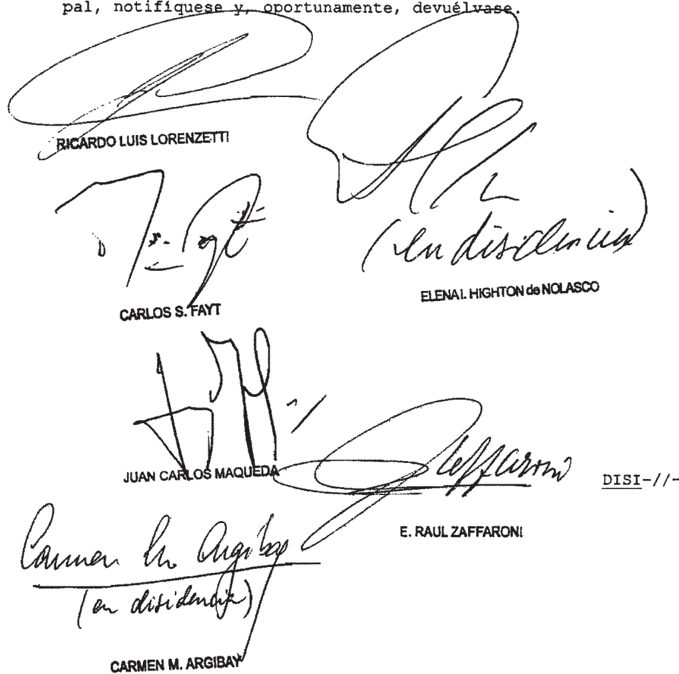 pal, notifíquese y, oportunamente, devuélvase.
RICARDO LUIS LORENZETTI
(en disidencia)
ELENA I. HIGHTON de NOLASCO
CARLOS S. FAYT
JUAN CARLOS MAQUEDA
Zaffaroni
DISI-//-
E. RAUL ZAFFARONI
Carmen M. Argibay
(en disidencia)
CARMEN M. ARGIBAY